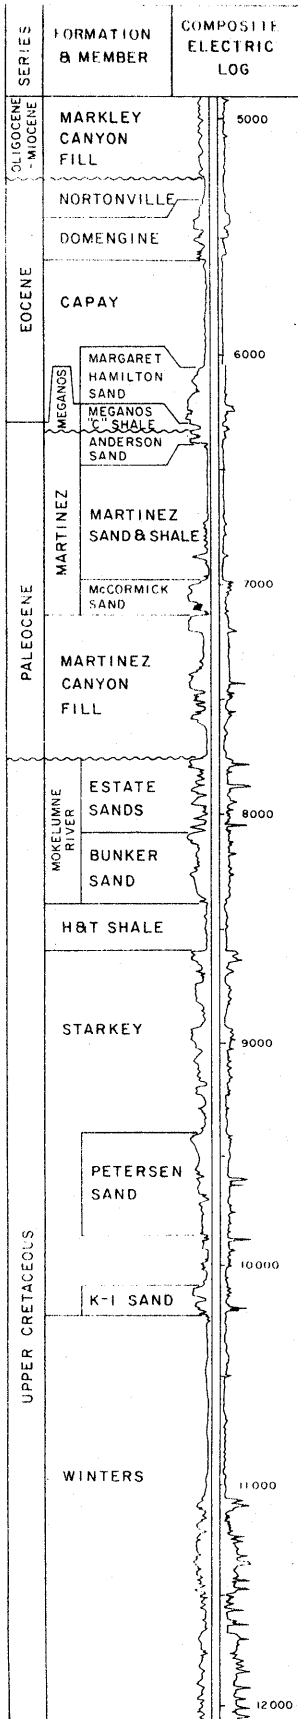 SERIES
FORMATION
& MEMBER
COMPOSITE
ELECTRIC
LOG
OLIGOCENE
-MIOCENE
MARKLEY
CANYON
FILL
5000
EOCENE
NORTONVILLE
DOMENGINE
CAPAY
6000
MEGANOS
MARGARET
HAMILTON
SAND
MEGANOS
"C" SHALE
PALEOCENE
MARTINEZ
ANDERSON
SAND
MARTINEZ
SAND & SHALE
7000
McCORMICK
SAND
MARTINEZ
CANYON
FILL
UPPER CRETACEOUS
MOKELUMNE
RIVER
ESTATE
SANDS
8000
BUNKER
SAND
H&T SHALE
STARKEY
9000
PETERSEN
SAND
10000
K-1 SAND
WINTERS
11000
12000